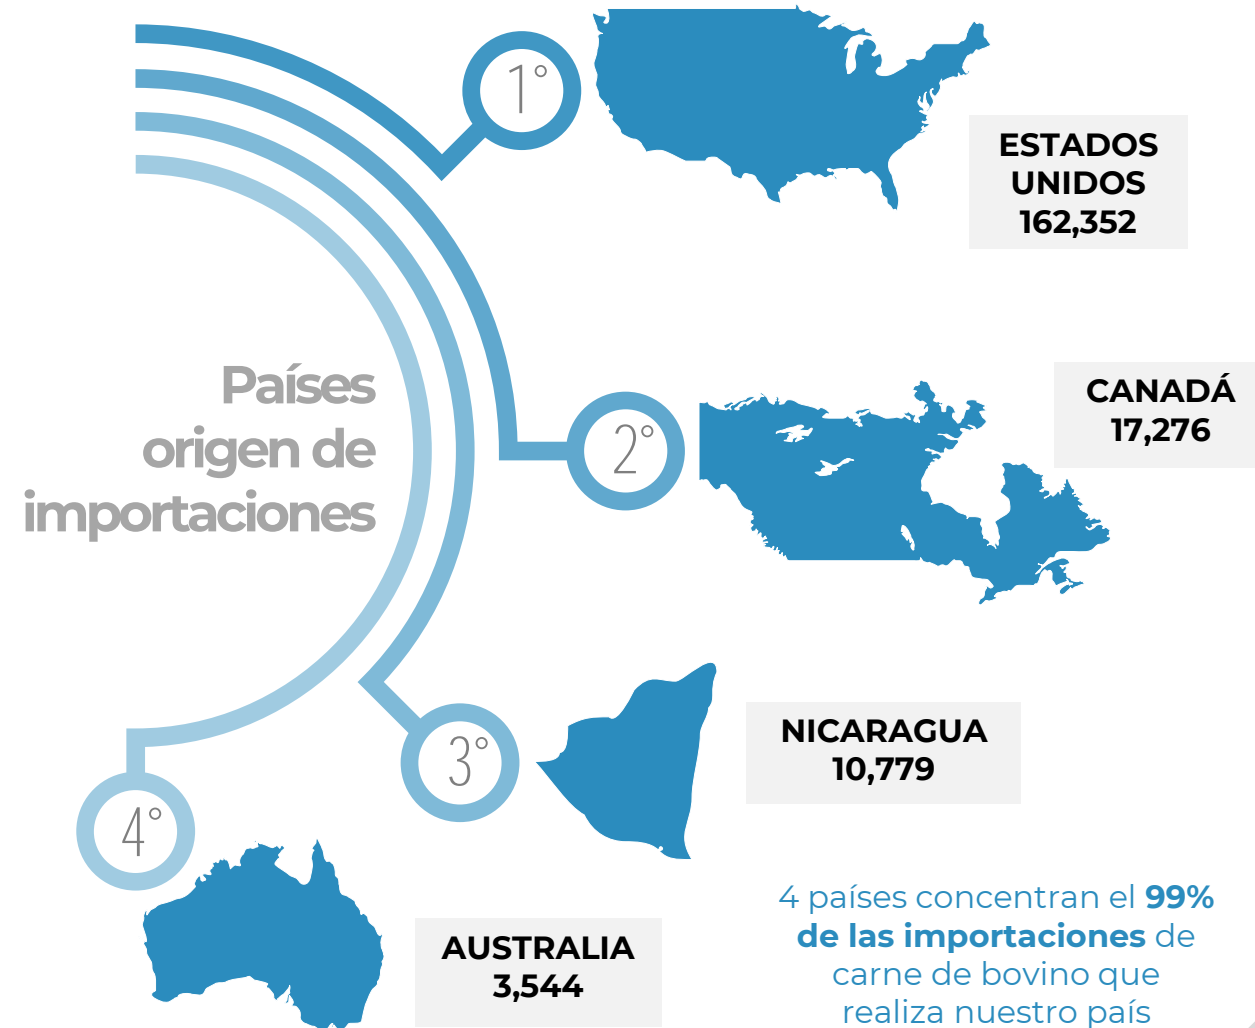 1°
ESTADOS
UNIDOS
162,352
Países
origen de
importaciones
2°
CANADÁ
17,276
3°
NICARAGUA
10,779
4°
AUSTRALIA
3,544
4 países concentran el 99%
de las importaciones de
carne de bovino que
realiza nuestro país